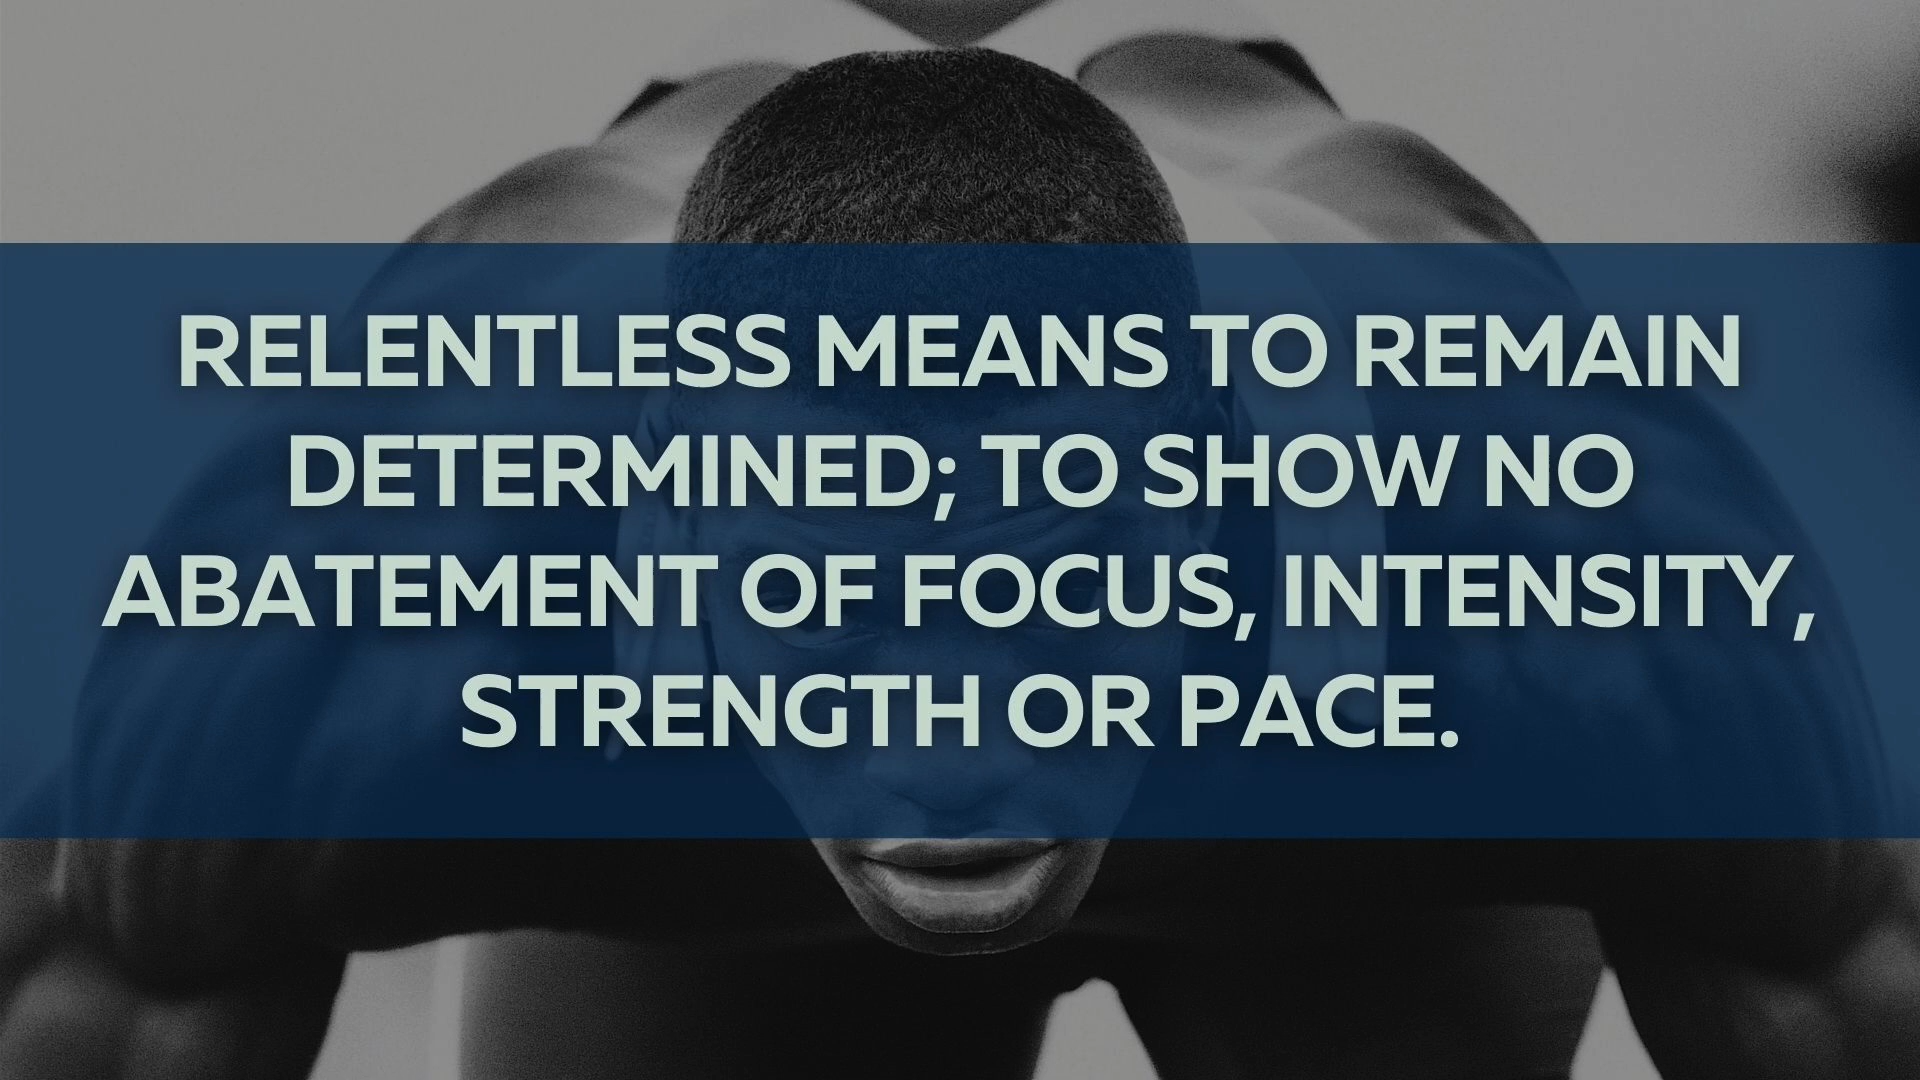 RELENTLESS MEANS TO REMAIN
DETERMINED; TO SHOW NO
ABATEMENT OF FOCUS, INTENSITY,
STRENGTH OR PACE.